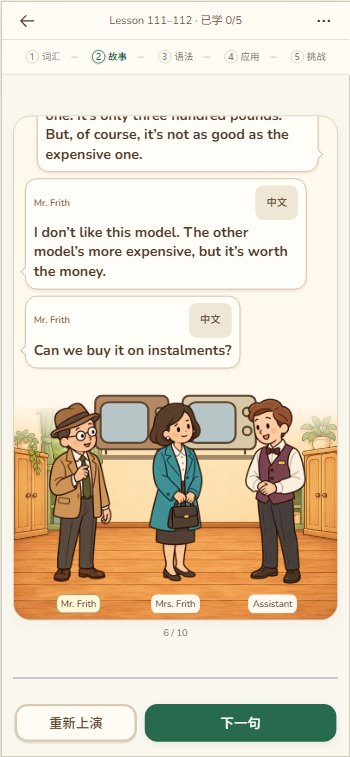 Lesson 111–112 · 已学 0/5
1 词汇 2 故事 3 语法 4 应用 5 挑战
one. It's only three hundred pounds.
But, of course, it's not as good as the
expensive one.
Mr. Frith 中文
I don't like this model. The other
model's more expensive, but it's worth
the money.
Mr. Frith 中文
Can we buy it on instalments?
Mr. Frith Mrs. Frith Assistant
6 / 10
重新上演 下一句